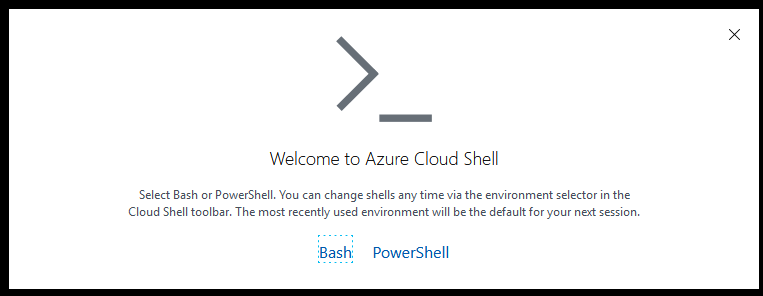 Welcome to Azure Cloud Shell
Select Bash or PowerShell. You can change shells any time via the environment selector in the
Cloud Shell toolbar. The most recently used environment will be the default for your next session.
Bash PowerShell